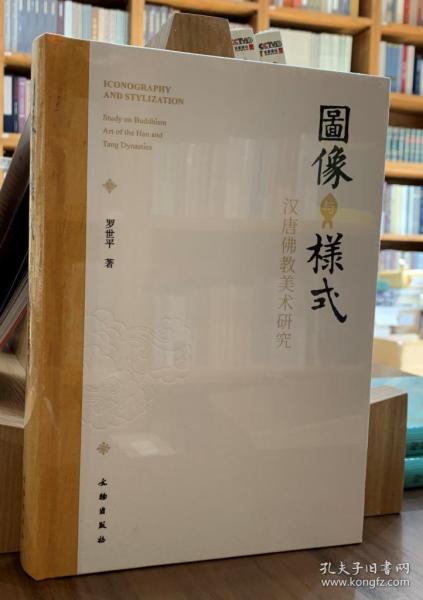 ICONOGRAPHY
AND STYLIZATION
Study on Buddhism
Art of the Han and
Tang Dynasties
罗世平
著
圖像
与
樣式
汉唐佛教美术研究
文物出版社
CCTV
CCTV
孔夫子旧书网
www.kongfz.com